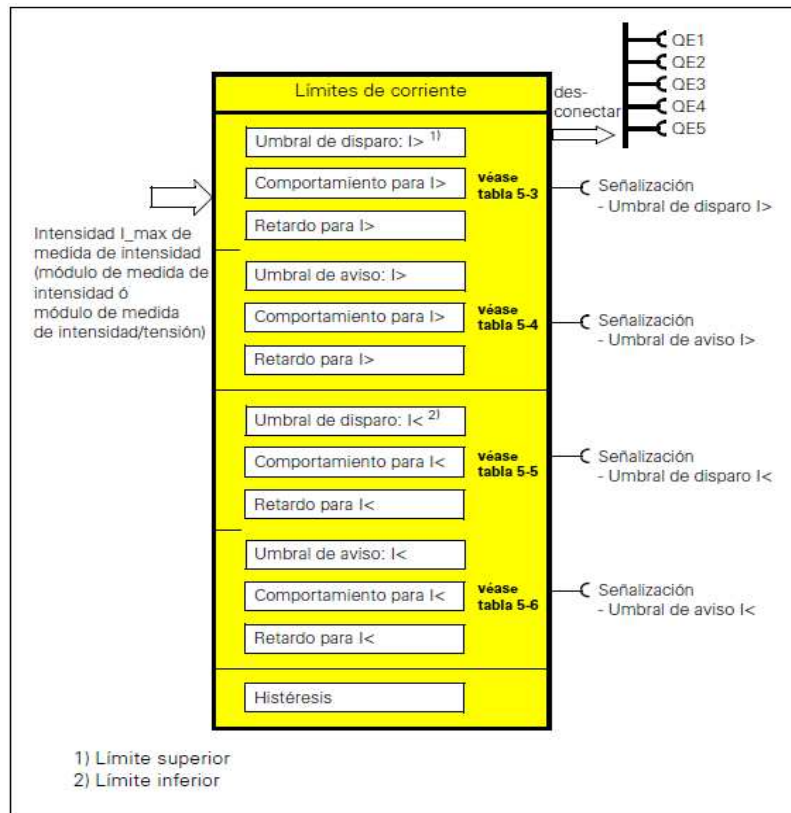 Límites de corriente
des-
conectar
QE1
QE2
QE3
QE4
QE5
Intensidad I_max de
medida de intensidad
(módulo de medida de
intensidad ó
módulo de medida
de intensidad/tensión)
Umbral de disparo: I> 1)
Comportamiento para I>
Retardo para I>
véase
tabla 5-3
Señalización
- Umbral de disparo I>
Umbral de aviso: I>
Comportamiento para I>
Retardo para I>
véase
tabla 5-4
Señalización
- Umbral de aviso I>
Umbral de disparo: I< 2)
Comportamiento para I<
Retardo para I<
véase
tabla 5-5
Señalización
- Umbral de disparo I<
Umbral de aviso: I<
Comportamiento para I<
Retardo para I<
véase
tabla 5-6
Señalización
- Umbral de aviso I<
Histéresis
1) Límite superior
2) Límite inferior